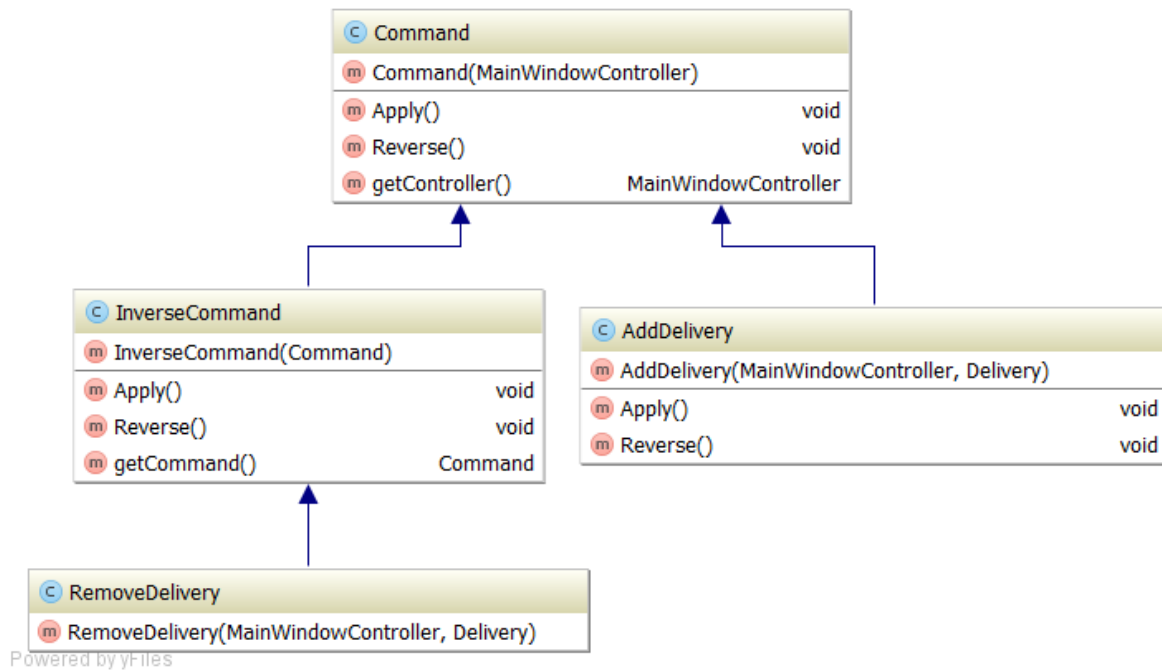 C Command
m Command(MainWindowController)
m Apply() void
m Reverse() void
m getController() MainWindowController
C InverseCommand
m InverseCommand(Command)
m Apply() void
m Reverse() void
m getCommand() Command
C AddDelivery
m AddDelivery(MainWindowController, Delivery)
m Apply() void
m Reverse() void
C RemoveDelivery
m RemoveDelivery(MainWindowController, Delivery)
Powered by yFiles